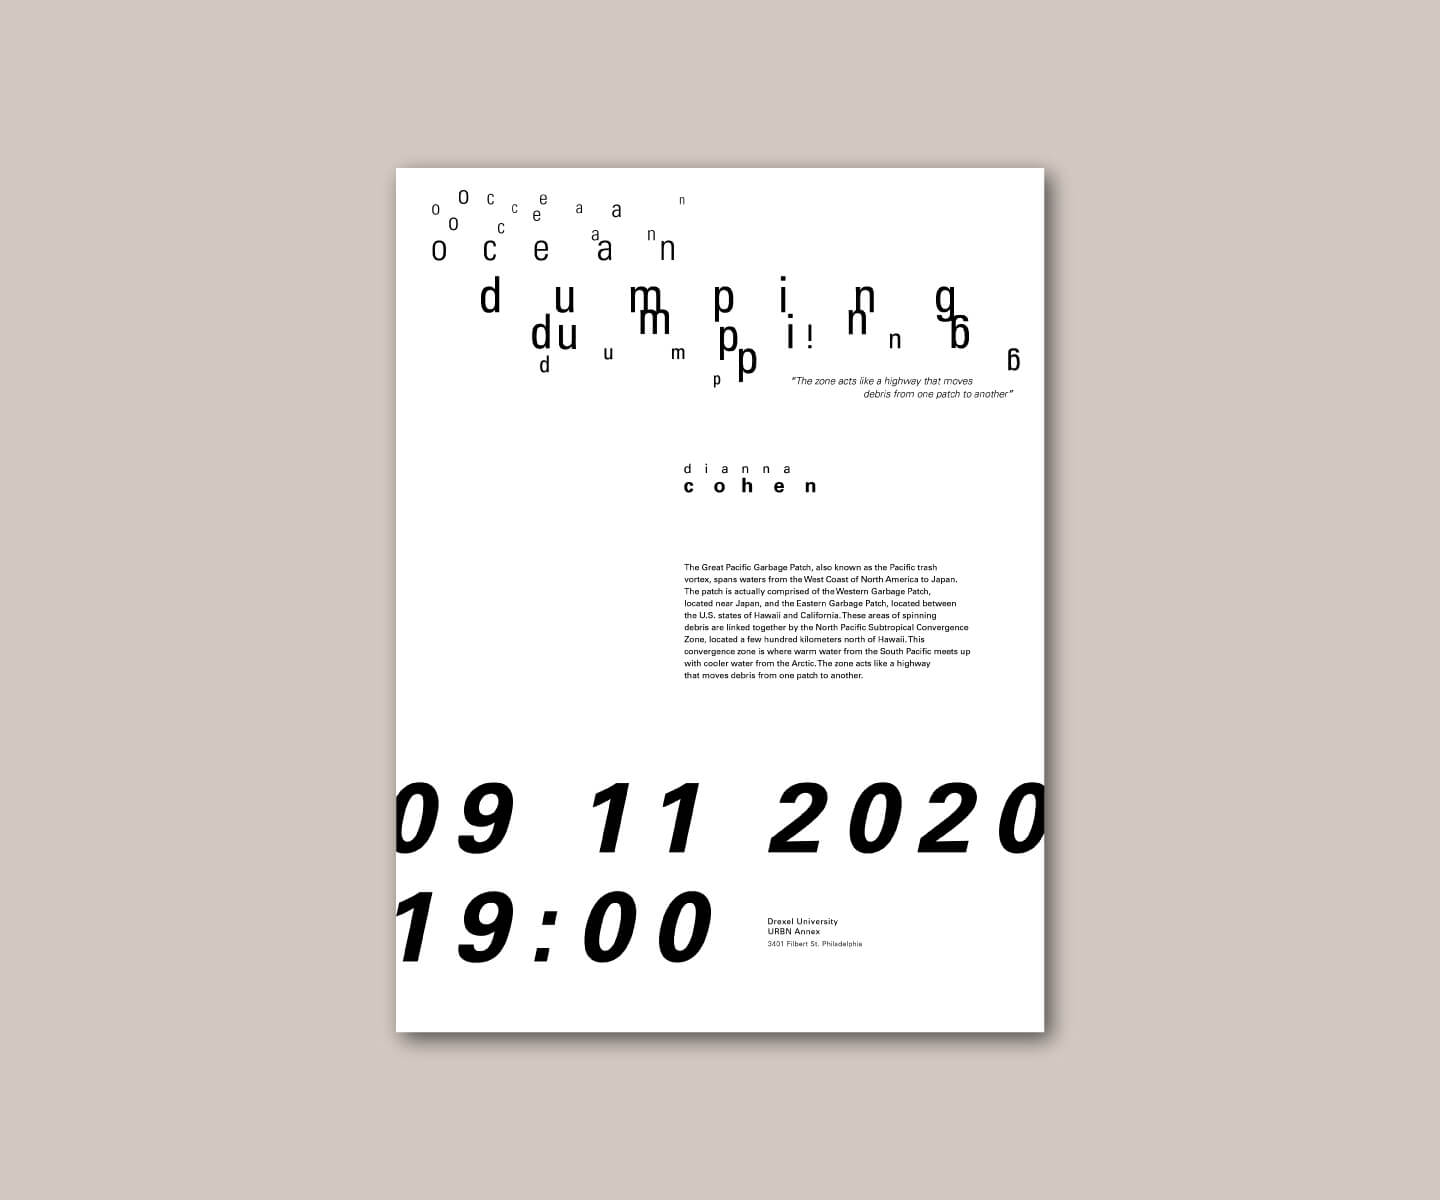 o o c c e a a n
o c e a n
o c e a n
d u m p i n g
d u m p i ! n n g
d u m p p g
"The zone acts like a highway that moves
debris from one patch to another"
dianna
cohen
The Great Pacific Garbage Patch, also known as the Pacific trash
vortex, spans waters from the West Coast of North America to Japan.
The patch is actually comprised of the Western Garbage Patch,
located near Japan, and the Eastern Garbage Patch, located between
the U.S. states of Hawaii and California. These areas of spinning
debris are linked together by the North Pacific Subtropical Convergence
Zone, located a few hundred kilometers north of Hawaii. This
convergence zone is where warm water from the South Pacific meets up
with cooler water from the Arctic. The zone acts like a highway
that moves debris from one patch to another.
09 11 2020
19:00
Drexel University
URBN Annex
3401 Filbert St. Philadelphia